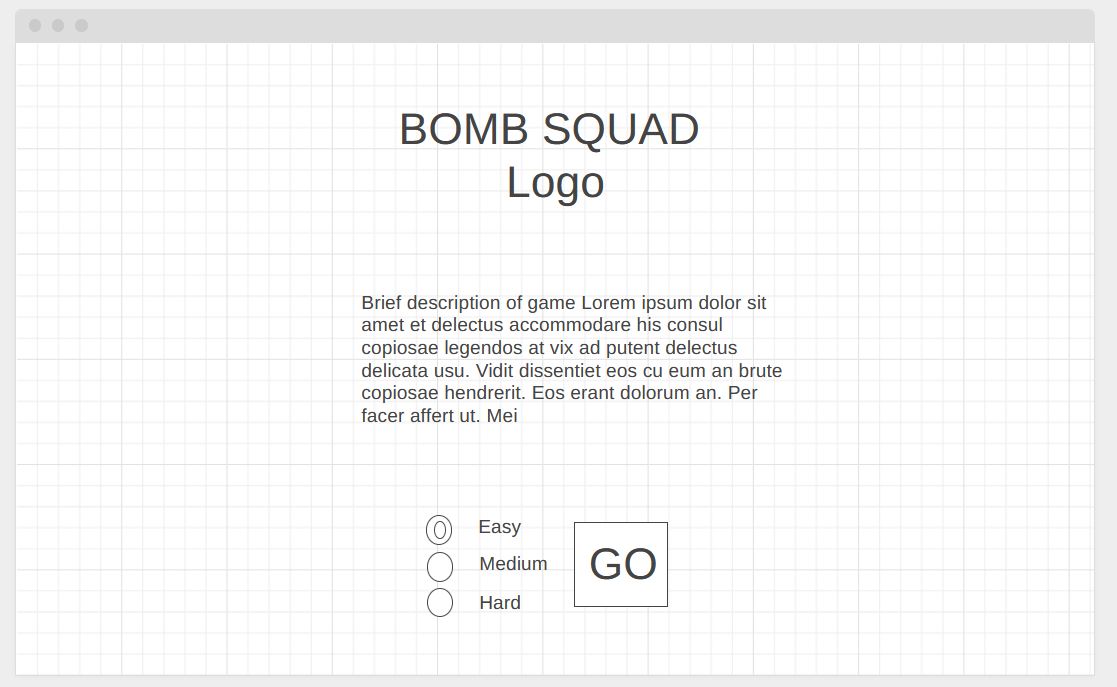 BOMB SQUAD
Logo
Brief description of game Lorem ipsum dolor sit
amet et delectus accommodare his consul
copiosae legendos at vix ad putent delectus
delicata usu. Vidit dissentiet eos cu eum an brute
copiosae hendrerit. Eos erant dolorum an. Per
facer affert ut. Mei
Easy
Medium
Hard
GO